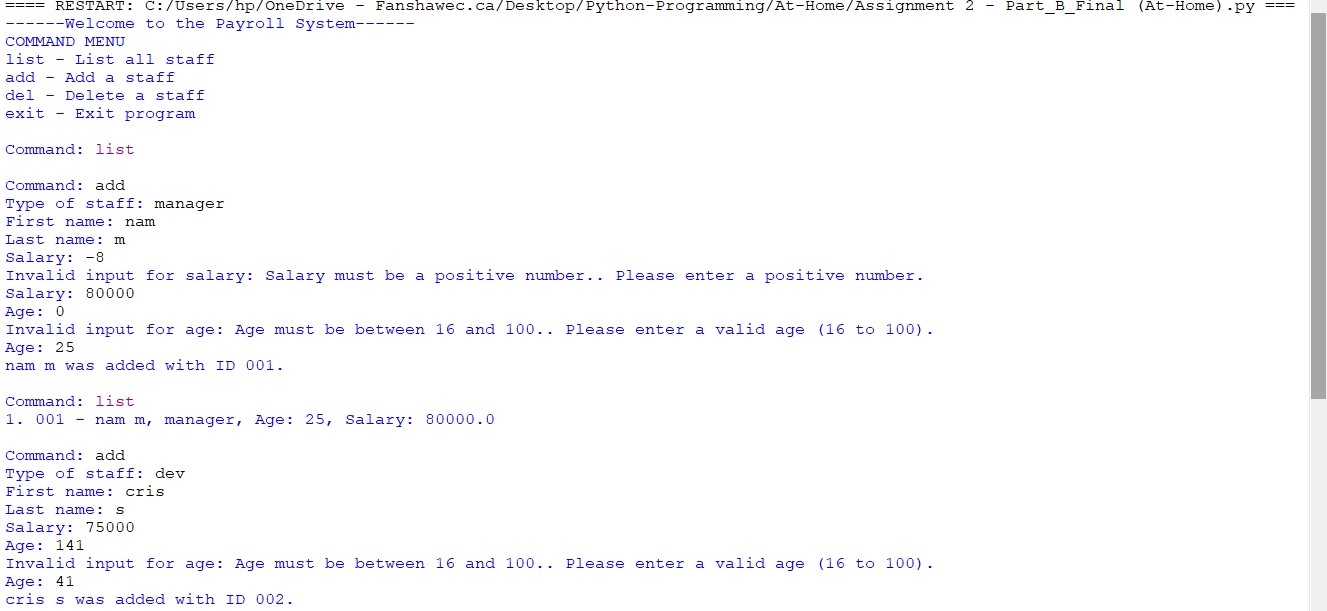 ==== RESTART: C:/Users/hp/OneDrive - Fanshawec.ca/Desktop/Python-Programming/At-Home/Assignment 2 - Part_B_Final (At-Home).py ===
------Welcome to the Payroll System------
COMMAND MENU
list - List all staff
add - Add a staff
del - Delete a staff
exit - Exit program
Command: list
Command: add
Type of staff: manager
First name: nam
Last name: m
Salary: -8
Invalid input for salary: Salary must be a positive number.. Please enter a positive number.
Salary: 80000
Age: 0
Invalid input for age: Age must be between 16 and 100.. Please enter a valid age (16 to 100).
Age: 25
nam m was added with ID 001.
Command: list
1. 001 - nam m, manager, Age: 25, Salary: 80000.0
Command: add
Type of staff: dev
First name: cris
Last name: s
Salary: 75000
Age: 141
Invalid input for age: Age must be between 16 and 100.. Please enter a valid age (16 to 100).
Age: 41
cris s was added with ID 002.